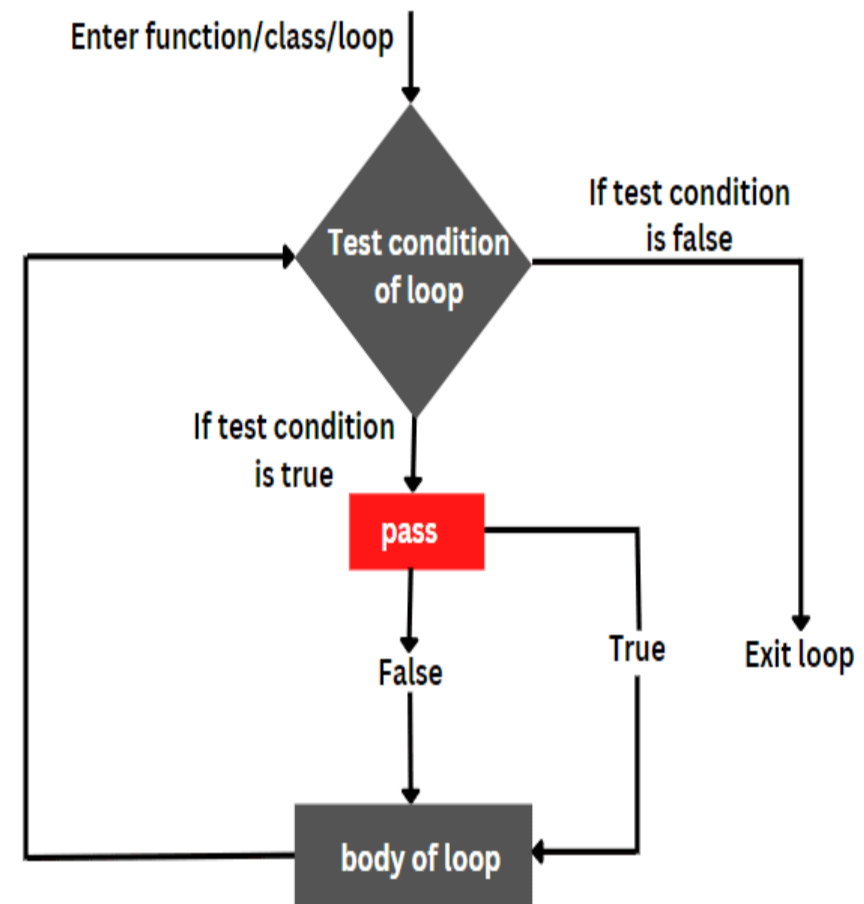 Enter function/class/loop
If test condition
is false
Test condition
of loop
If test condition
is true
pass
False
True
Exit loop
body of loop